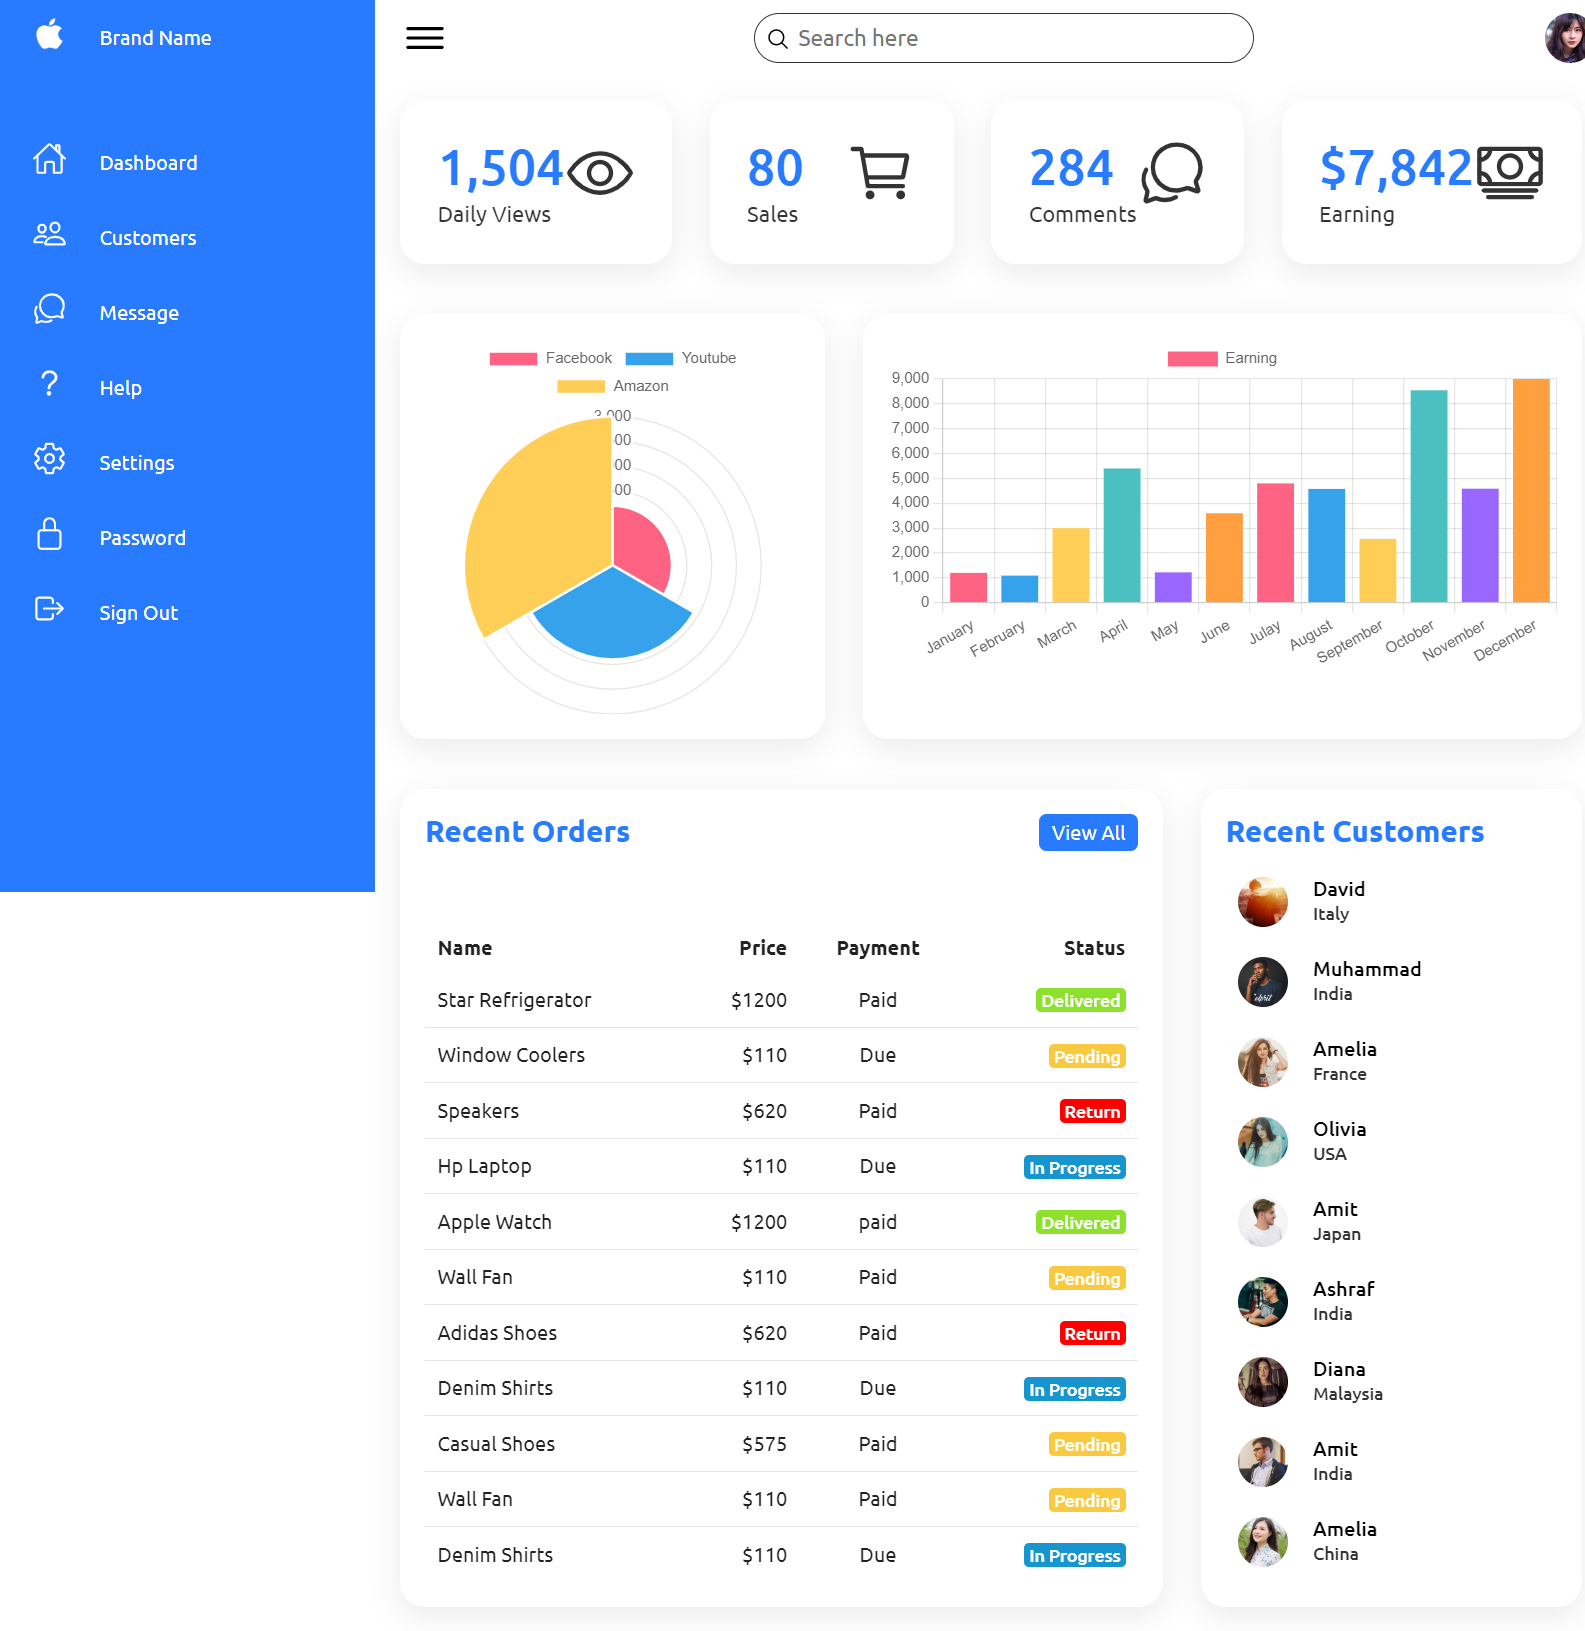 Brand Name
Dashboard
Customers
Message
Help
Settings
Password
Sign Out
Search here
1,504
Daily Views
80
Sales
284
Comments
$7,842
Earning
Facebook Youtube
Amazon
3,000
00
00
00
Earning
9,000
8,000
7,000
6,000
5,000
4,000
3,000
2,000
1,000
0
January February March April May June Julay August September October November December
Recent Orders View All
Name Price Payment Status
Star Refrigerator $1200 Paid Delivered
Window Coolers $110 Due Pending
Speakers $620 Paid Return
Hp Laptop $110 Due In Progress
Apple Watch $1200 paid Delivered
Wall Fan $110 Paid Pending
Adidas Shoes $620 Paid Return
Denim Shirts $110 Due In Progress
Casual Shoes $575 Paid Pending
Wall Fan $110 Paid Pending
Denim Shirts $110 Due In Progress
Recent Customers
David
Italy
Muhammad
India
Amelia
France
Olivia
USA
Amit
Japan
Ashraf
India
Diana
Malaysia
Amit
India
Amelia
China